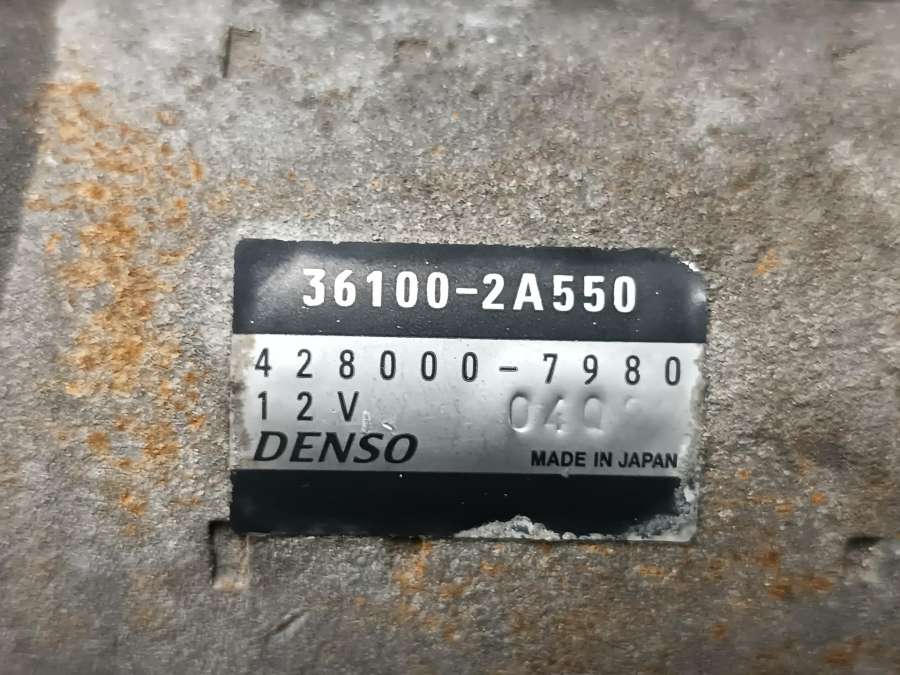 36100-2A550
428000-7980
12V
DENSO MADE IN JAPAN